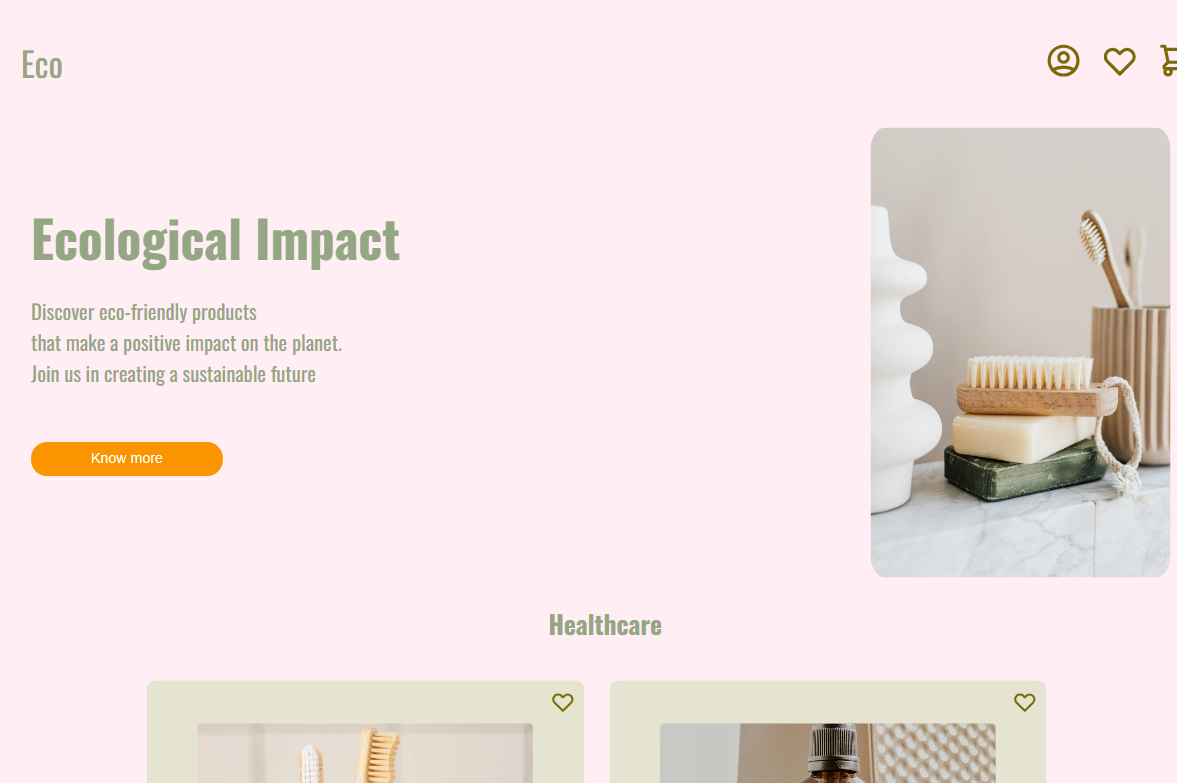 Eco
Ecological Impact
Discover eco-friendly products
that make a positive impact on the planet.
Join us in creating a sustainable future
Know more
Healthcare